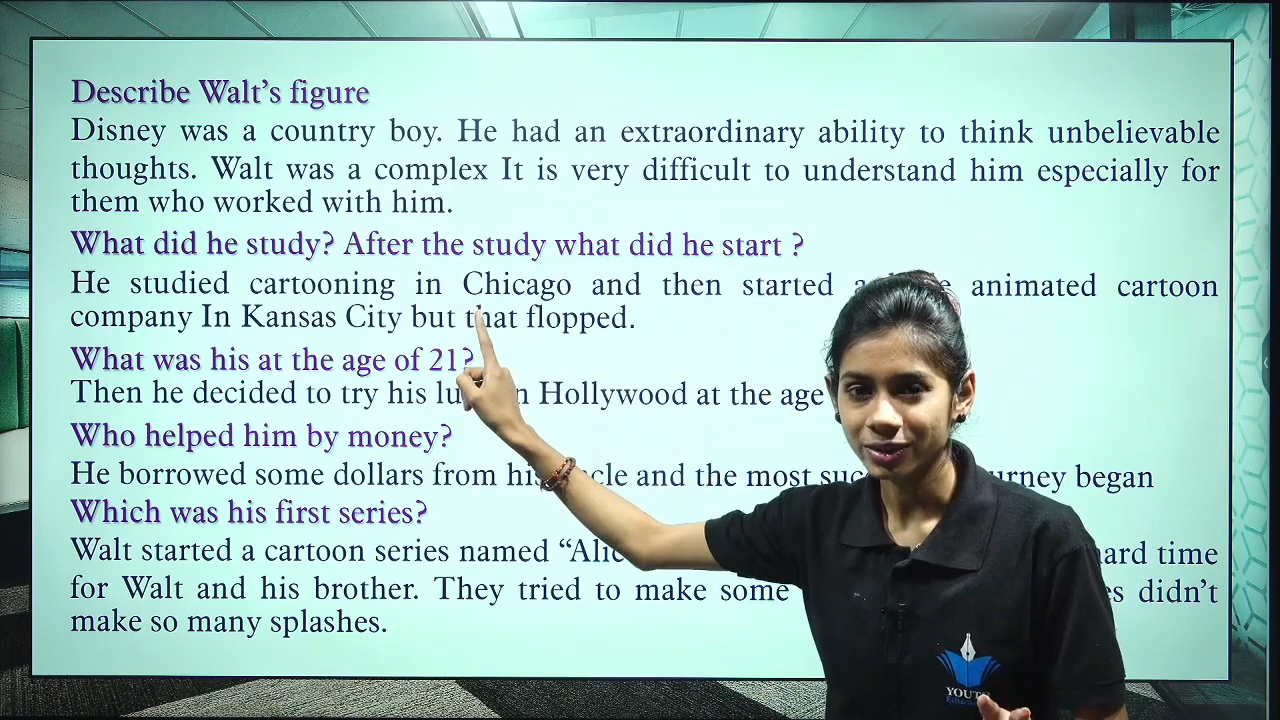 Describe Walt's figure
Disney was a country boy. He had an extraordinary ability to think unbelievable
thoughts. Walt was a complex It is very difficult to understand him especially for
them who worked with him.
What did he study? After the study what did he start ?
He studied cartooning in Chicago and then started a animated cartoon
company In Kansas City but that flopped.
What was his at the age of 21?
Then he decided to try his Hollywood at the age
Who helped him by money?
He borrowed some dollars from his and the most began
Which was his first series?
Walt started a cartoon series named hard time
for Walt and his brother. They tried to make some didn't
make so many splashes.